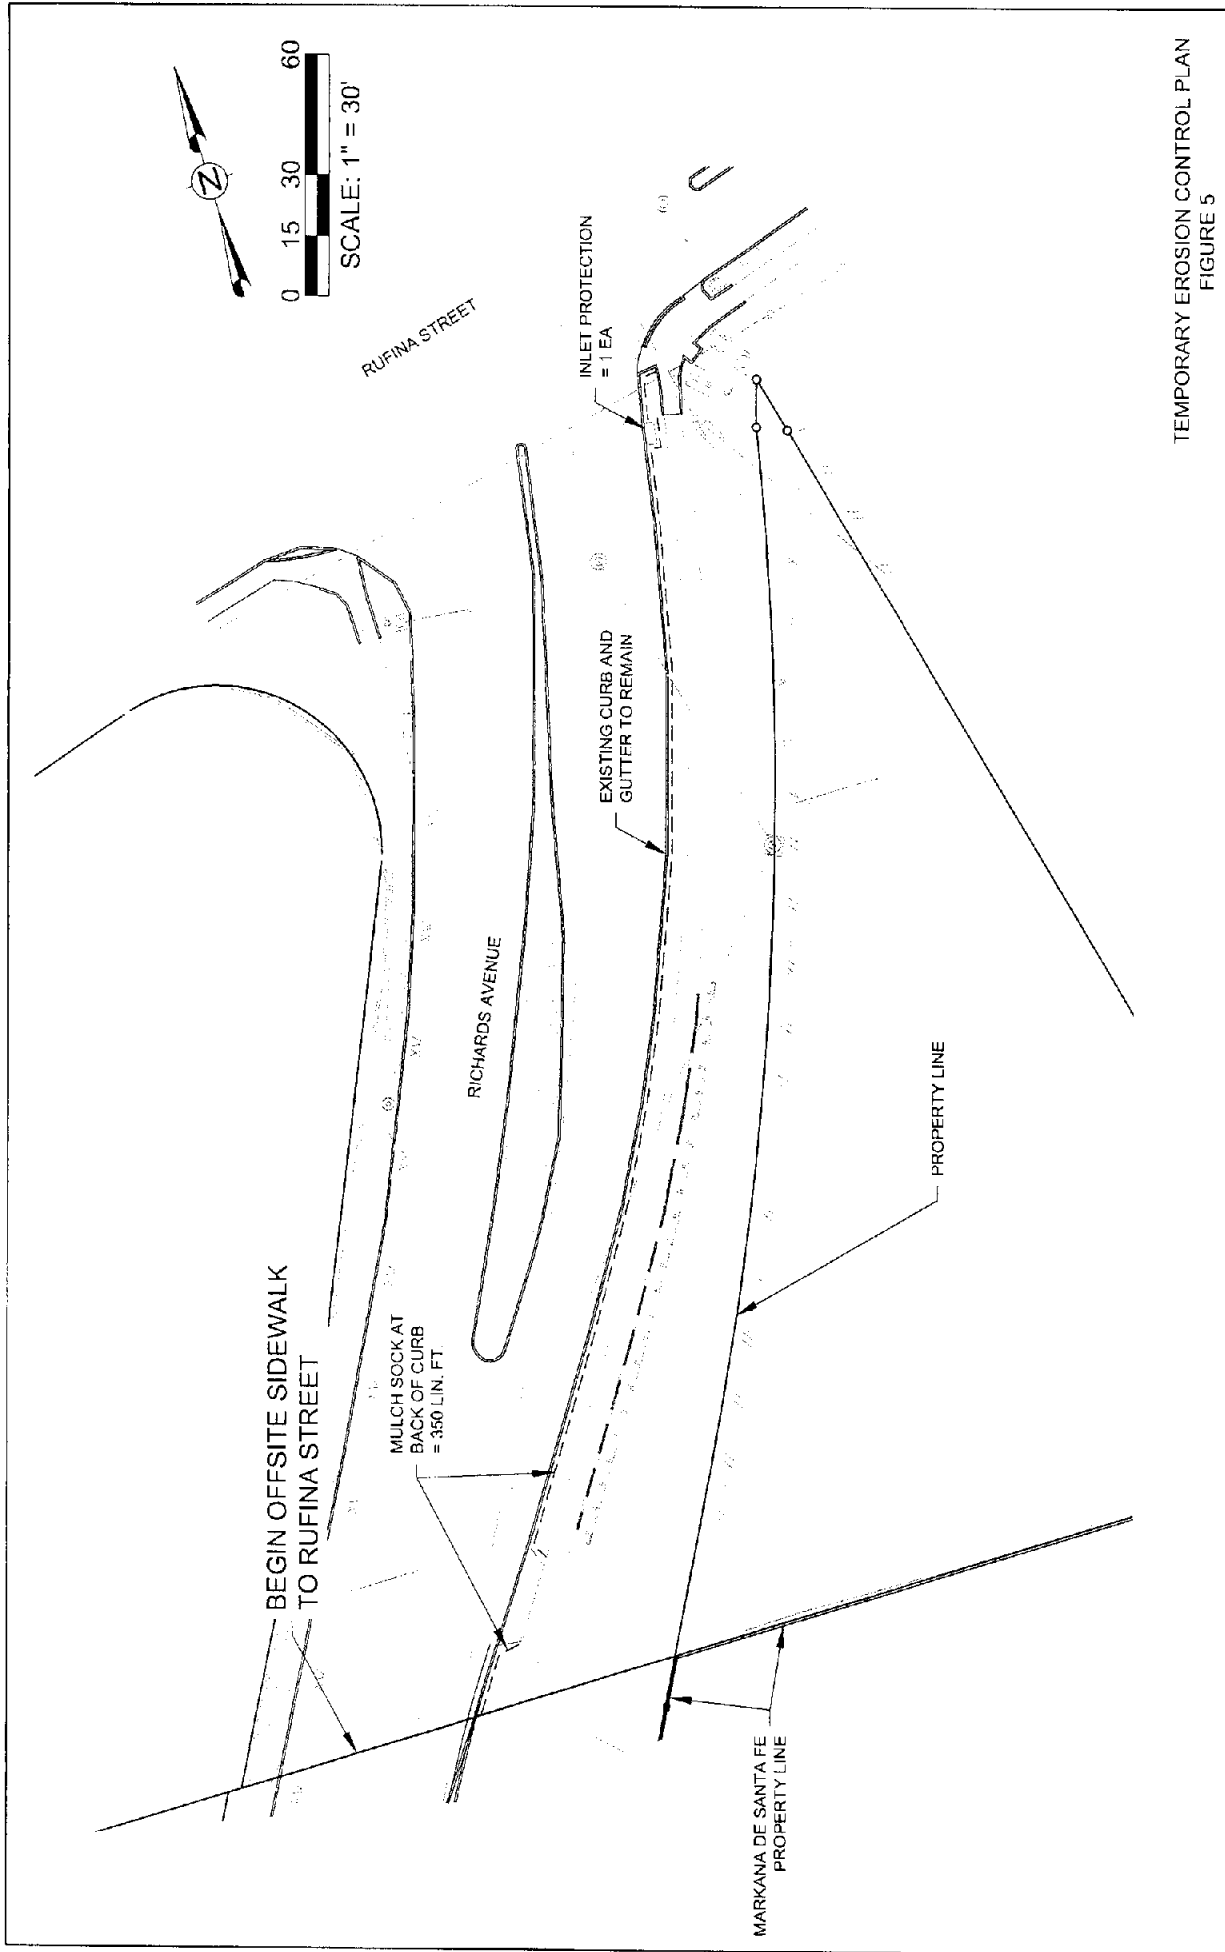 BEGIN OFFSITE SIDEWALK
TO RUFINA STREET
MULCH SOCK AT
BACK OF CURB
= 350 LIN. FT.
RICHARDS AVENUE
RUFINA STREET
N
0 15 30 60
SCALE: 1" = 30'
EXISTING CURB AND
GUTTER TO REMAIN
INLET PROTECTION
= 1 EA
MARKANA DE SANTA FE
PROPERTY LINE
PROPERTY LINE
TEMPORARY EROSION CONTROL PLAN
FIGURE 5